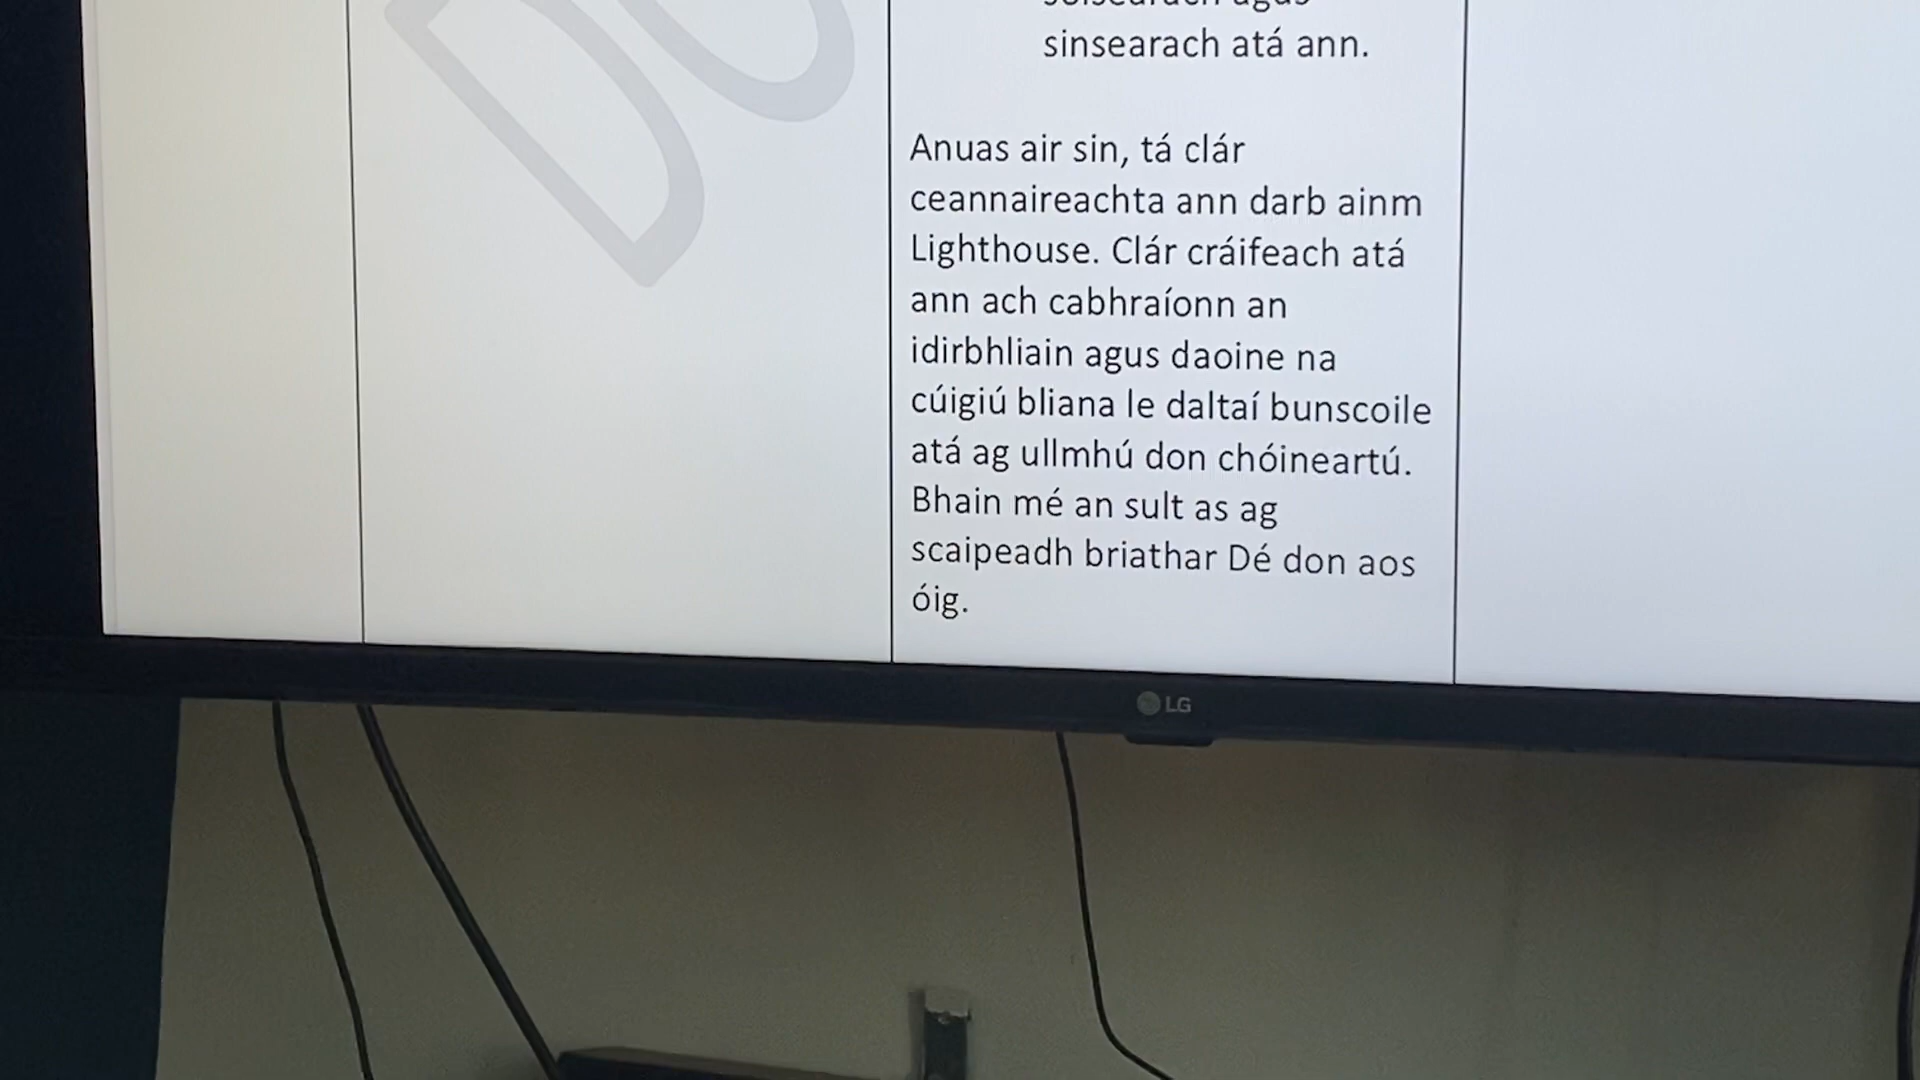 sinsearach atá ann.
Anuas air sin, tá clár
ceannaireachta ann darb ainm
Lighthouse. Clár cráifeach atá
ann ach cabhraíonn an
idirbhliain agus daoine na
cúigiú bliana le daltaí bunscoile
atá ag ullmhú don chóineartú.
Bhain mé an sult as ag
scaipeadh briathar Dé don aos
óig.
LG